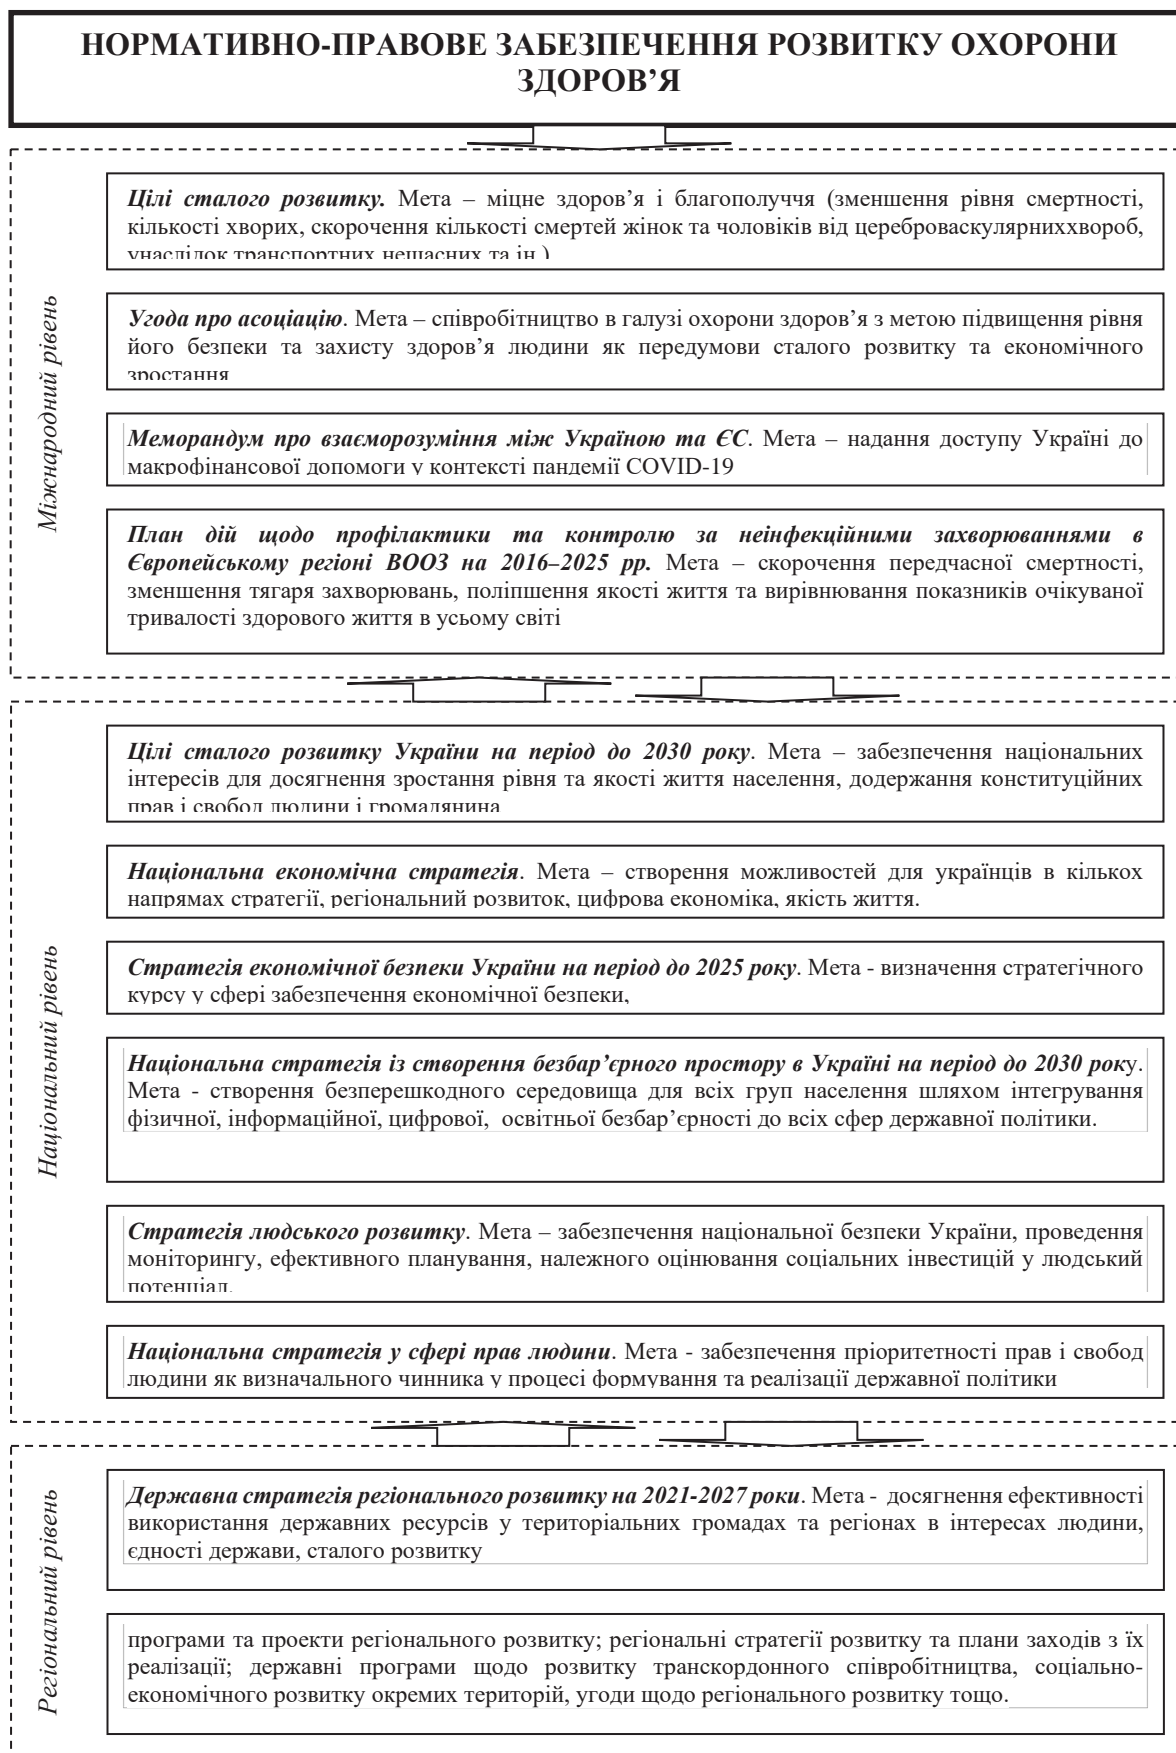 НОРМАТИВНО-ПРАВОВЕ ЗАБЕЗПЕЧЕННЯ РОЗВИТКУ ОХОРОНИ
ЗДОРОВ’Я
Міжнародний рівень
Цілі сталого розвитку. Мета – міцне здоров’я і благополуччя (зменшення рівня смертності,
кількості хворих, скорочення кількості смертей жінок та чоловіків від цереброваскулярниххвороб,
унаслідок транспортних нещасних та ін.)
Угода про асоціацію. Мета – співробітництво в галузі охорони здоров’я з метою підвищення рівня
його безпеки та захисту здоров’я людини як передумови сталого розвитку та економічного
зростання
Меморандум про взаєморозуміння між Україною та ЄС. Мета – надання доступу Україні до
макрофінансової допомоги у контексті пандемії COVID-19
План дій щодо профілактики та контролю за неінфекційними захворюваннями в
Європейському регіоні ВООЗ на 2016–2025 рр. Мета – скорочення передчасної смертності,
зменшення тягаря захворювань, поліпшення якості життя та вирівнювання показників очікуваної
тривалості здорового життя в усьому світі
Національний рівень
Цілі сталого розвитку України на період до 2030 року. Мета – забезпечення національних
інтересів для досягнення зростання рівня та якості життя населення, додержання конституційних
прав і свобод людини і громадянина
Національна економічна стратегія. Мета – створення можливостей для українців в кількох
напрямах стратегії, регіональний розвиток, цифрова економіка, якість життя.
Стратегія економічної безпеки України на період до 2025 року. Мета - визначення стратегічного
курсу у сфері забезпечення економічної безпеки,
Національна стратегія із створення безбар’єрного простору в Україні на період до 2030 року.
Мета - створення безперешкодного середовища для всіх груп населення шляхом інтегрування
фізичної, інформаційної, цифрової, освітньої безбар’єрності до всіх сфер державної політики.
Стратегія людського розвитку. Мета – забезпечення національної безпеки України, проведення
моніторингу, ефективного планування, належного оцінювання соціальних інвестицій у людський
потенціал.
Національна стратегія у сфері прав людини. Мета - забезпечення пріоритетності прав і свобод
людини як визначального чинника у процесі формування та реалізації державної політики
Регіональний рівень
Державна стратегія регіонального розвитку на 2021-2027 роки. Мета - досягнення ефективності
використання державних ресурсів у територіальних громадах та регіонах в інтересах людини,
єдності держави, сталого розвитку
програми та проекти регіонального розвитку; регіональні стратегії розвитку та плани заходів з їх
реалізації; державні програми щодо розвитку транскордонного співробітництва, соціально-
економічного розвитку окремих територій, угоди щодо регіонального розвитку тощо.